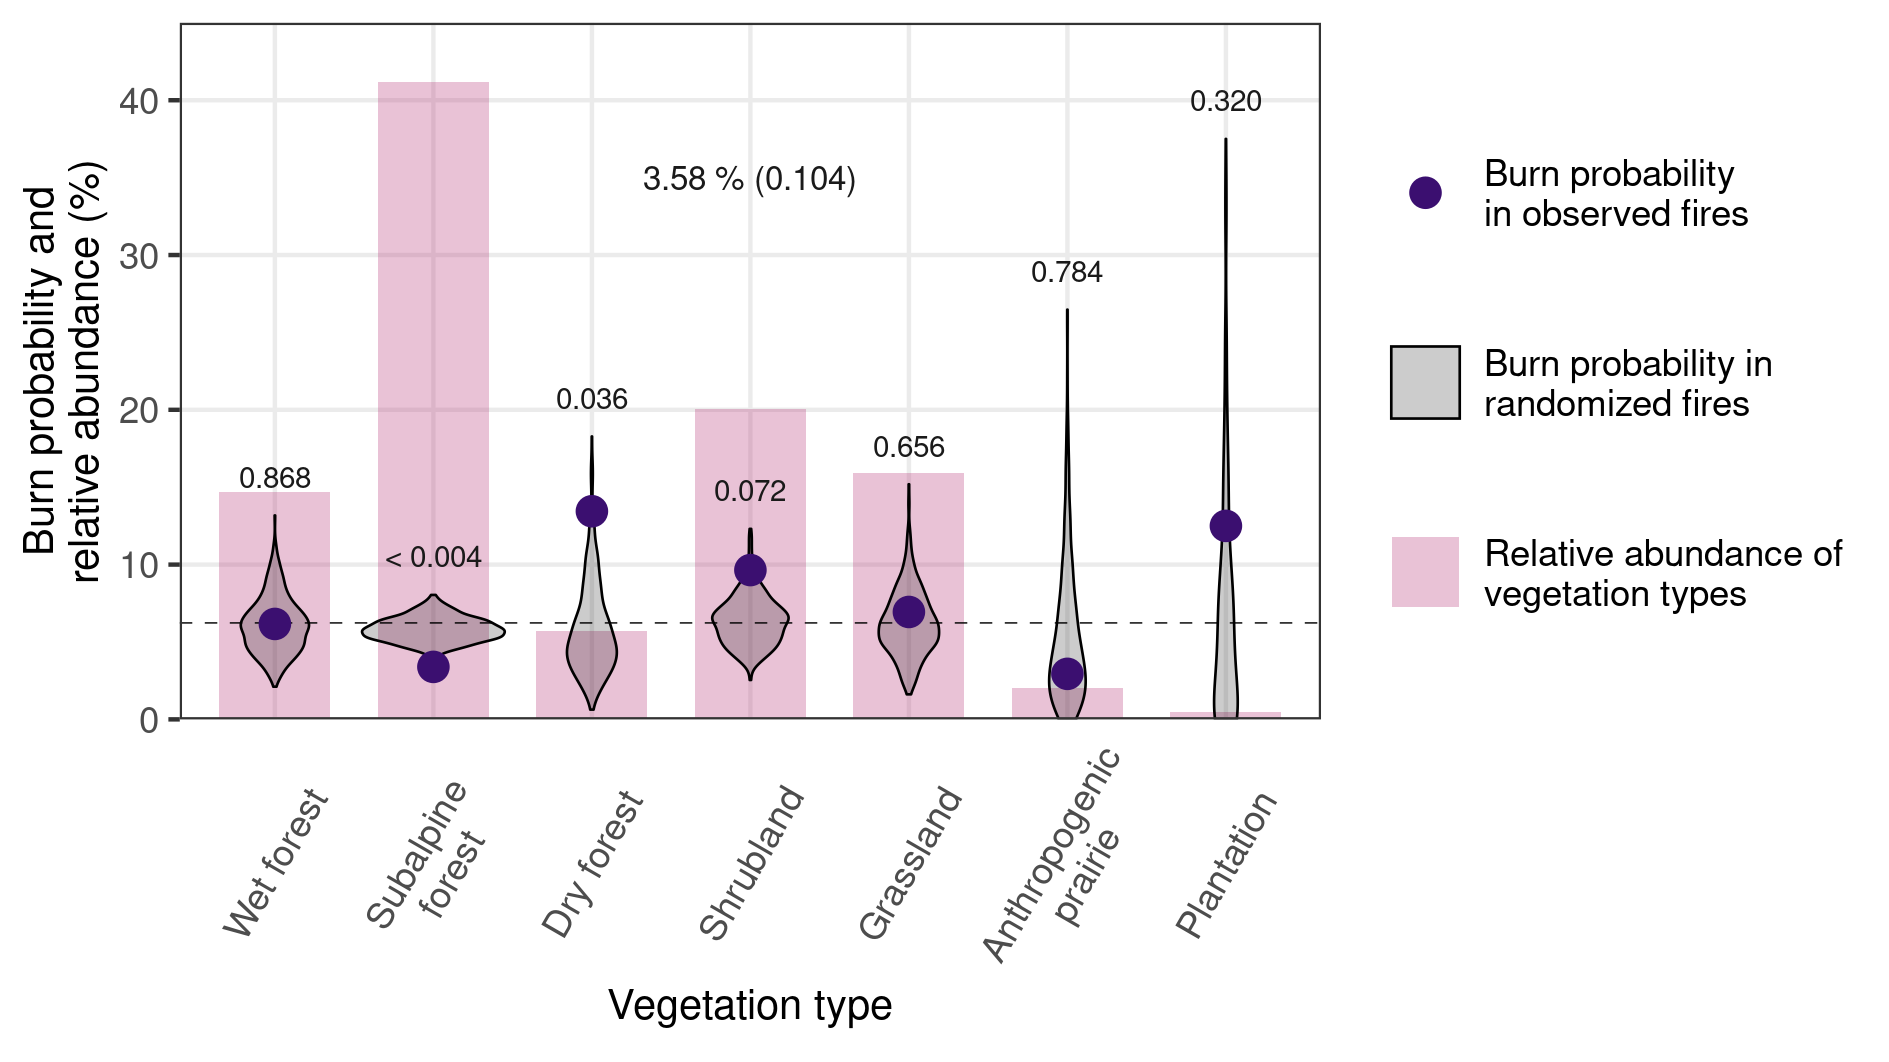 Burn probability and
relative abundance (%)
40
30
20
10
0
0.868
< 0.004
0.036
0.072
3.58 % (0.104)
0.656
0.784
0.320
Wet forest
Subalpine
forest
Dry forest
Shrubland
Grassland
Anthropogenic
prairie
Plantation
Vegetation type
Burn probability
in observed fires
Burn probability in
randomized fires
Relative abundance of
vegetation types